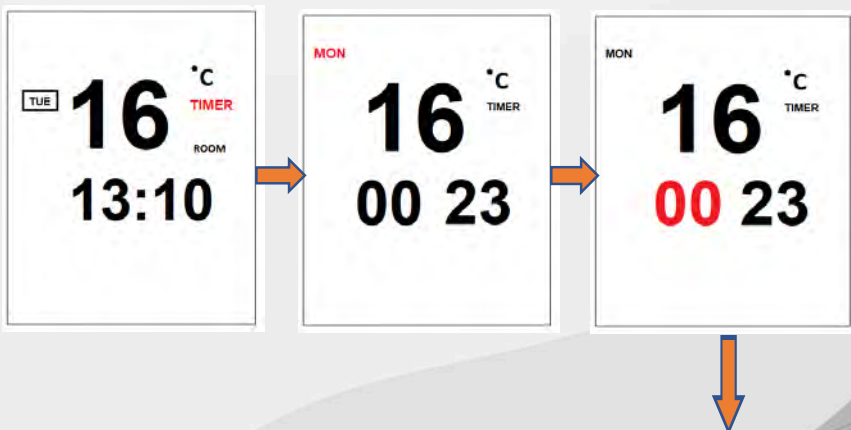 °C
TUE 16 TIMER
ROOM
13:10
MON
°C
16 TIMER
00 23
MON
°C
16 TIMER
00 23